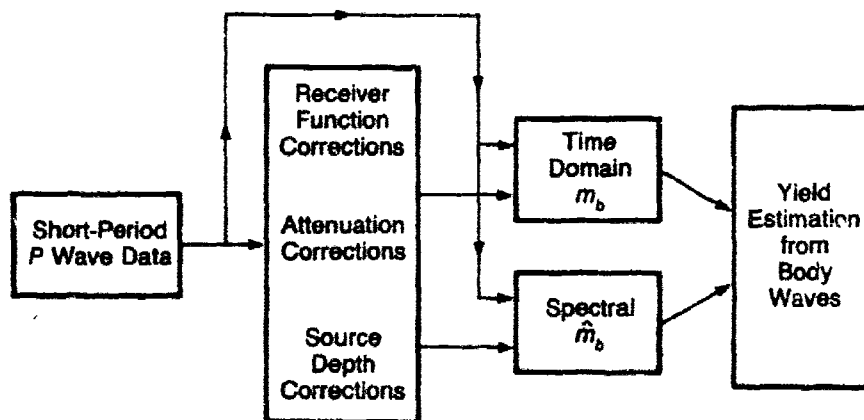 Short-Period
P Wave Data
Receiver
Function
Corrections
Attenuation
Corrections
Source
Depth
Corrections
Time
Domain
m_b
Spectral
m̂_b
Yield
Estimation
from
Body
Waves